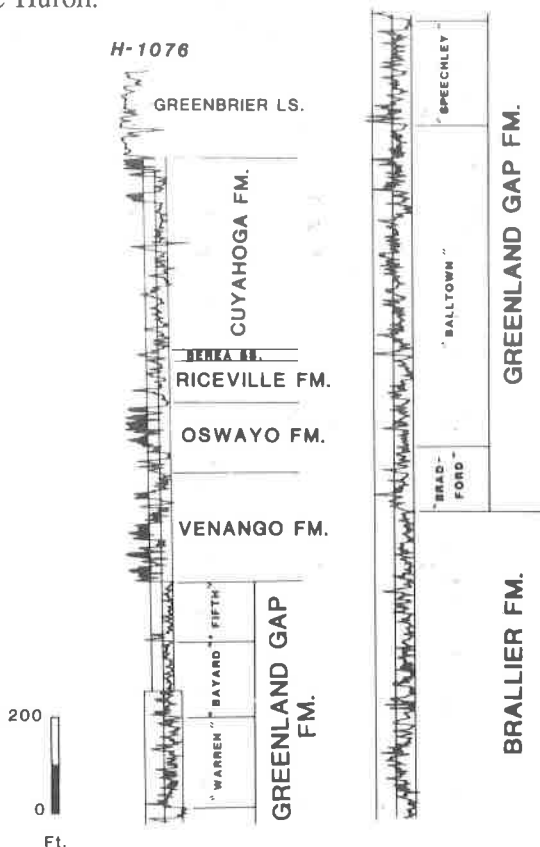 e Huron.
H-1076
GREENBRIER LS.
CUYAHOGA FM.
BEREA SS.
RICEVILLE FM.
OSWAYO FM.
VENANGO FM.
" FIFTH"
" BAYARD"
" WARREN "
GREENLAND GAP
FM.
200
0
Ft.
"SPEECHLEY
"BALLTOWN"
"BRAD-
FORD"
GREENLAND GAP FM.
BRALLIER FM.